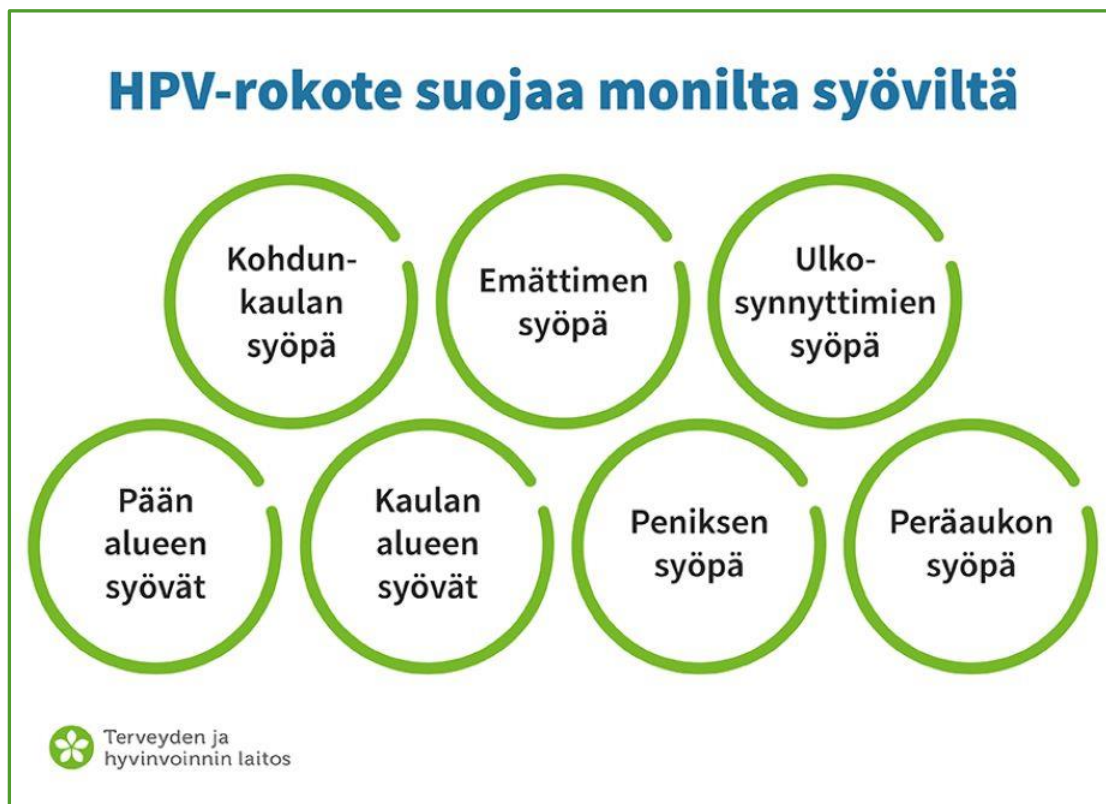 HPV-rokote suojaa monilta syöviltä
Kohdun-
kaulan
syöpä
Emättimen
syöpä
Ulko-
synnyttimien
syöpä
Pään
alueen
syövät
Kaulan
alueen
syövät
Peniksen
syöpä
Peräaukon
syöpä
Terveyden ja
hyvinvoinnin laitos